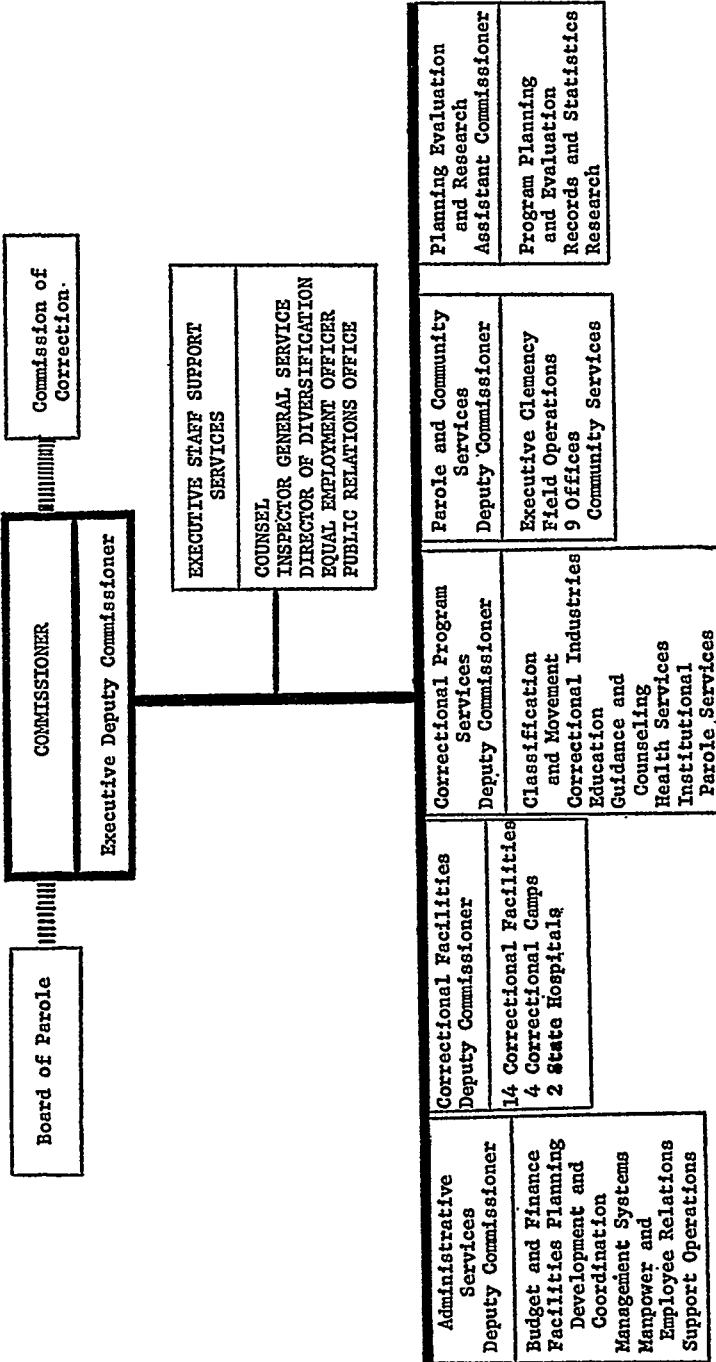 Board of Parole
COMMISSIONER
Executive Deputy Commissioner
Commission of
Correction.
EXECUTIVE STAFF SUPPORT
SERVICES
COUNSEL
INSPECTOR GENERAL SERVICE
DIRECTOR OF DIVERSIFICATION
EQUAL EMPLOYMENT OFFICER
PUBLIC RELATIONS OFFICE
Administrative
Services
Deputy Commissioner
Budget and Finance
Facilities Planning
Development and
Coordination
Management Systems
Manpower and
Employee Relations
Support Operations
Correctional Facilities
Deputy Commissioner
14 Correctional Facilities
4 Correctional Camps
2 State Hospitals
Correctional Program
Services
Deputy Commissioner
Classification
and Movement
Correctional Industries
Education
Guidance and
Counseling
Health Services
Institutional
Parole Services
Parole and Community
Services
Deputy Commissioner
Executive Clemency
Field Operations
9 Offices
Community Services
Planning Evaluation
and Research
Assistant Commissioner
Program Planning
and Evaluation
Records and Statistics
Research